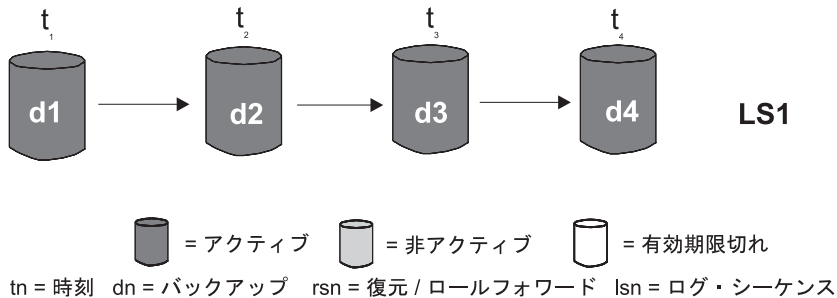 t1 t2 t3 t4
d1 d2 d3 d4 LS1
= アクティブ = 非アクティブ = 有効期限切れ
tn = 時刻 dn = バックアップ rsn = 復元 / ロールフォワード lsn = ログ・シーケンス